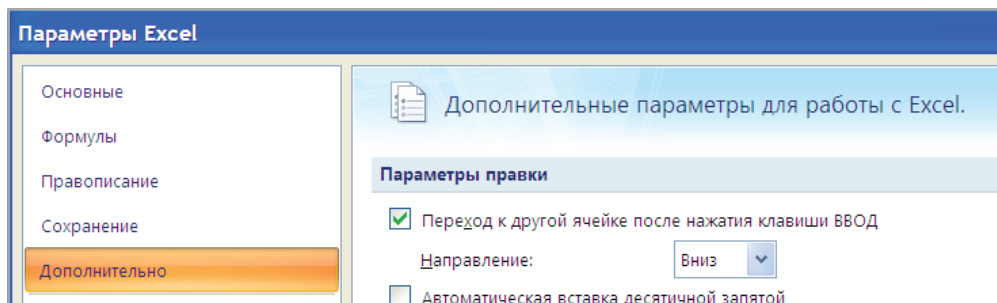 Параметры Excel
Основные
Формулы
Правописание
Сохранение
Дополнительно
Дополнительные параметры для работы с Excel.
Параметры правки
Переход к другой ячейке после нажатия клавиши ВВОД
Направление: Вниз
Автоматическая вставка десятичной запятой